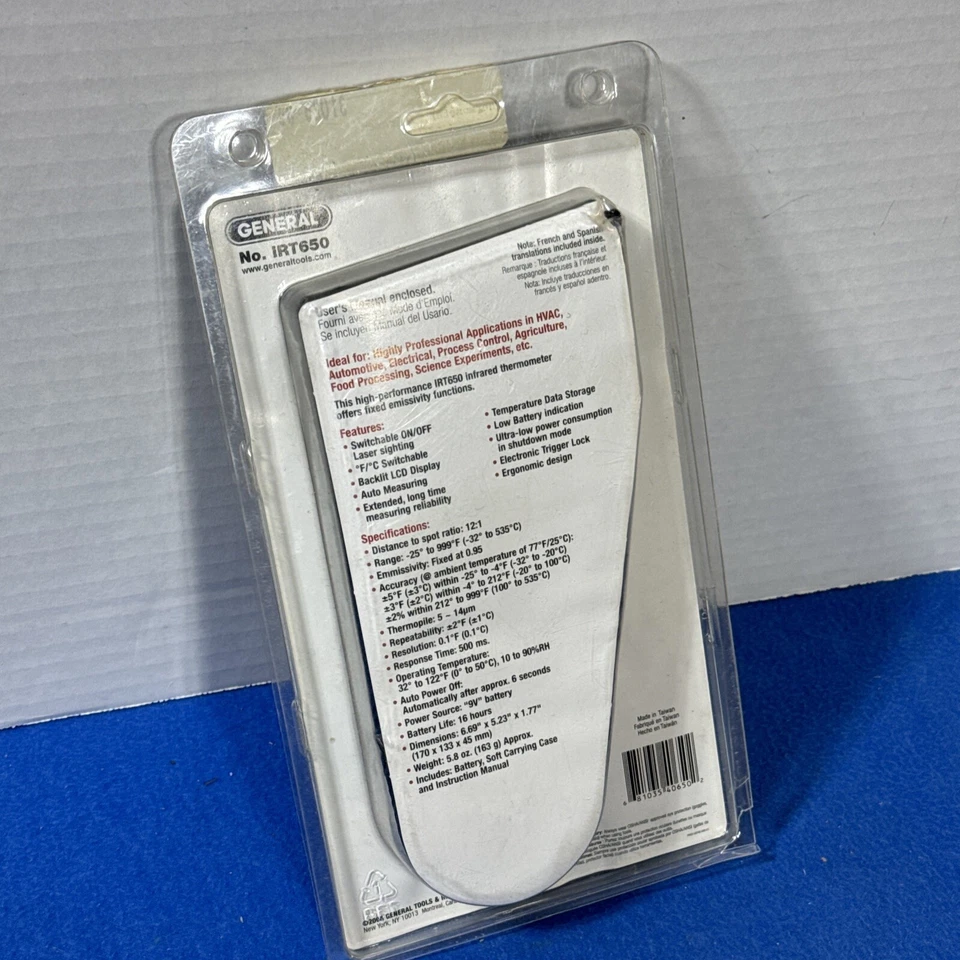 GENERAL
No. IRT650
www.generaltools.com
Note: French and Spanish
translations included inside.
Remarque : Traductions française et
espagnole incluses à l'intérieur.
Nota: Incluye traducciones en
francés y español adentro.
User's Manual enclosed.
Fourni avec Mode d'Emploi.
Se incluye Manual del Usario.
Ideal for: Highly Professional Applications in HVAC,
Automotive, Electrical, Process Control, Agriculture,
Food Processing, Science Experiments, etc.
This high-performance IRT650 infrared thermometer
offers fixed emissivity functions.
Features:
• Switchable ON/OFF
Laser sighting
• °F/°C Switchable
• Backlit LCD Display
• Auto Measuring
• Extended, long time
measuring reliability
• Temperature Data Storage
• Low Battery indication
• Ultra-low power consumption
in shutdown mode
• Electronic Trigger Lock
• Ergonomic design
Specifications:
• Distance to spot ratio: 12:1
• Range: -25° to 999°F (-32° to 535°C)
• Emmissivity: Fixed at 0.95
• Accuracy (@ ambient temperature of 77°F/25°C):
±5°F (±3°C) within -25° to -4°F (-32° to -20°C)
±3°F (±2°C) within -4° to 212°F (-20° to 100°C)
±2% within 212° to 999°F (100° to 535°C)
• Thermopile: 5 – 14µm
• Repeatability: ±2°F (±1°C)
• Resolution: 0.1°F (0.1°C)
• Response Time: 500 ms.
• Operating Temperature:
32° to 122°F (0° to 50°C), 10 to 90%RH
• Auto Power Off:
Automatically after approx. 6 seconds
• Power Source: "9V" battery
• Battery Life: 16 hours
• Dimensions: 6.69" x 5.23" x 1.77"
(170 x 133 x 45 mm)
• Weight: 5.8 oz. (163 g) Approx.
• Includes: Battery, Soft Carrying Case
and Instruction Manual
Made in Taiwan
Fabriqué en Taiwan
Hecho en Taiwán
6 81035 40650 2
GENERAL TOOLS &
New York, NY 10013 Montreal,